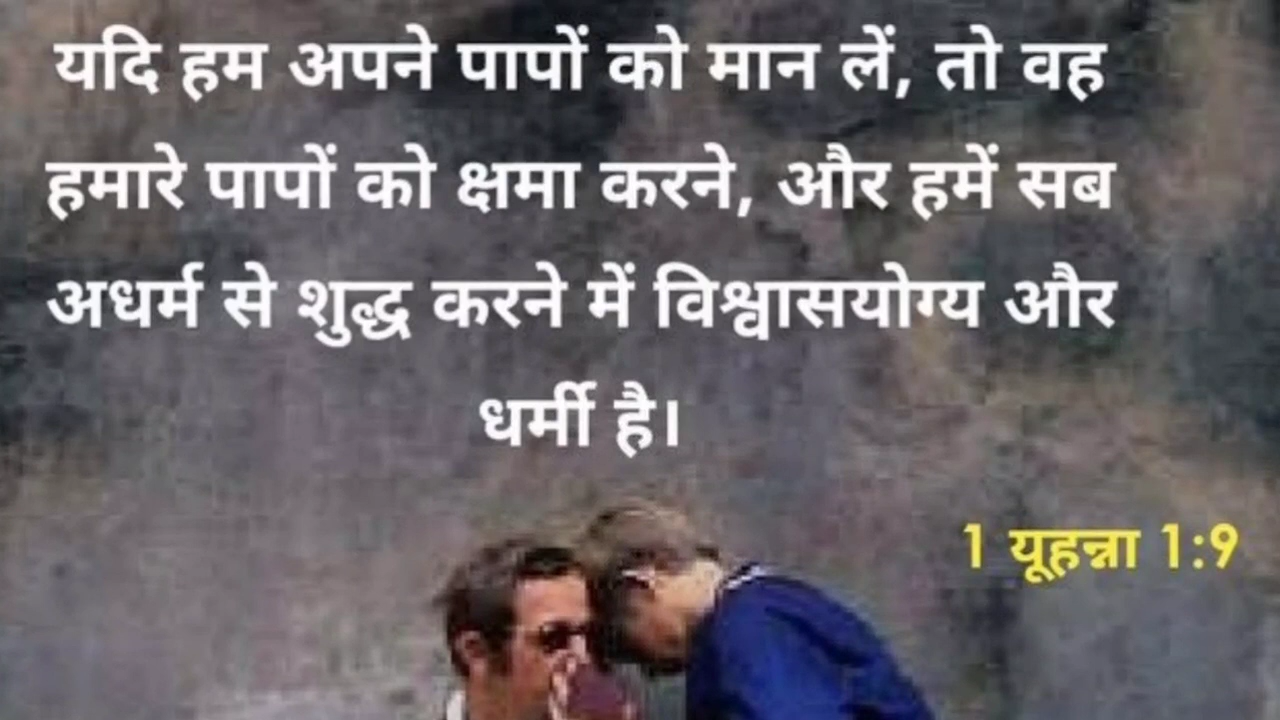 यदि हम अपने पापों को मान लें, तो वह
हमारे पापों को क्षमा करने, और हमें सब
अधर्म से शुद्ध करने में विश्वासयोग्य और
धर्मी है।
1 यूहन्ना 1:9